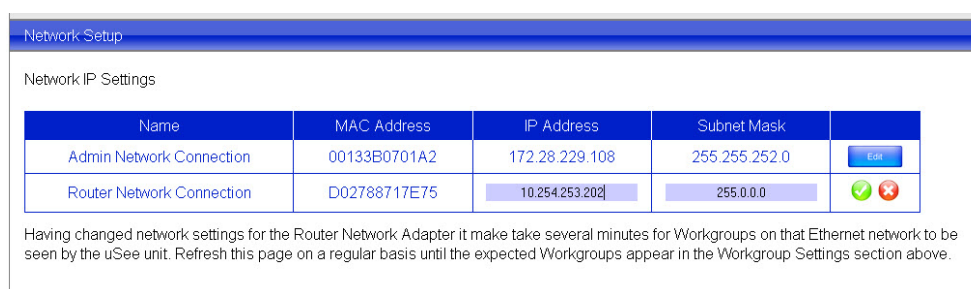 Network Setup
Network IP Settings
Name MAC Address IP Address Subnet Mask
Admin Network Connection 00133B0701A2 172.28.229.108 255.255.252.0 Edit
Router Network Connection D02788717E75 10.254.253.202 255.0.0.0
Having changed network settings for the Router Network Adapter it make take several minutes for Workgroups on that Ethernet network to be
seen by the uSee unit. Refresh this page on a regular basis until the expected Workgroups appear in the Workgroup Settings section above.